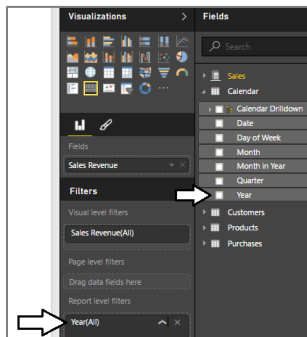 Visualizations >
Fields
Search
Sales
Calendar
Calendar Drilldown
Date
Day of Week
Month
Month in Year
Quarter
Year
Customers
Products
Purchases
Fields
Sales Revenue
Filters
Visual level filters
Sales Revenue(All)
Page level filters
Drag data fields here
Report level filters
Year(All)